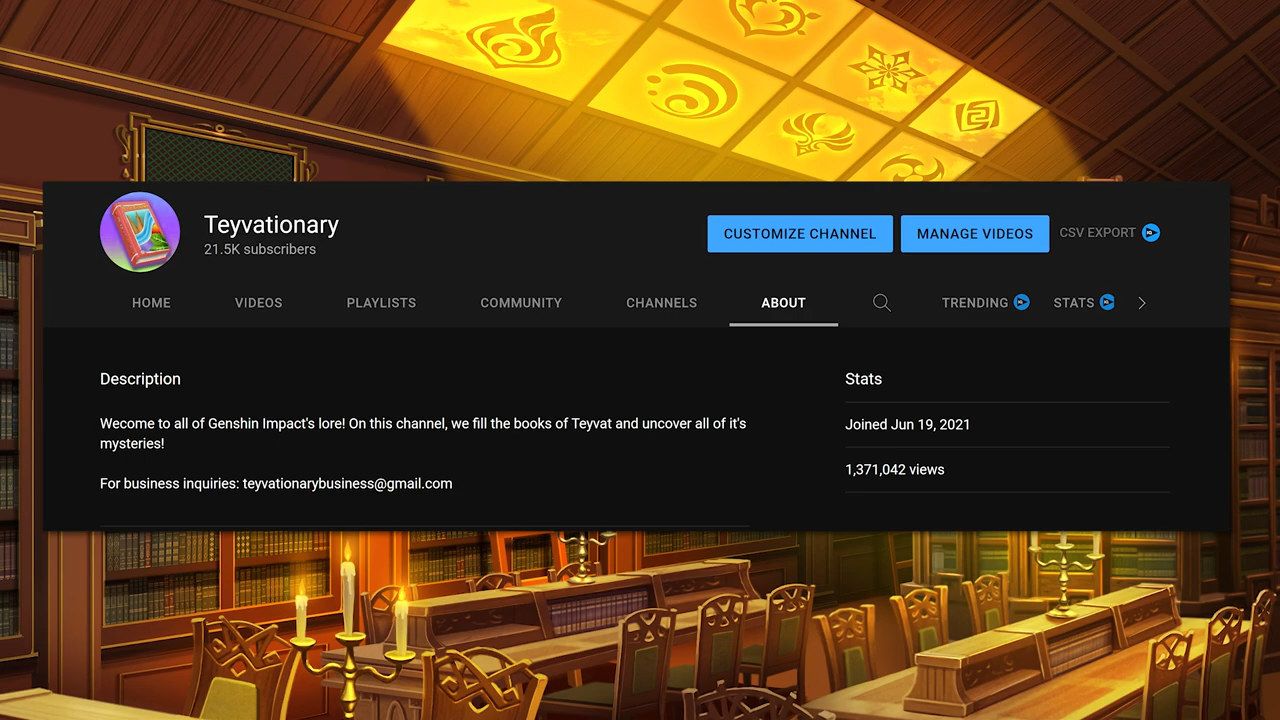 Teyvationary
21.5K subscribers
CUSTOMIZE CHANNEL
MANAGE VIDEOS
CSV EXPORT
HOME
VIDEOS
PLAYLISTS
COMMUNITY
CHANNELS
ABOUT
TRENDING
STATS
Description
Wecome to all of Genshin Impact's lore! On this channel, we fill the books of Teyvat and uncover all of it's
mysteries!
For business inquiries: teyvationarybusiness@gmail.com
Stats
Joined Jun 19, 2021
1,371,042 views